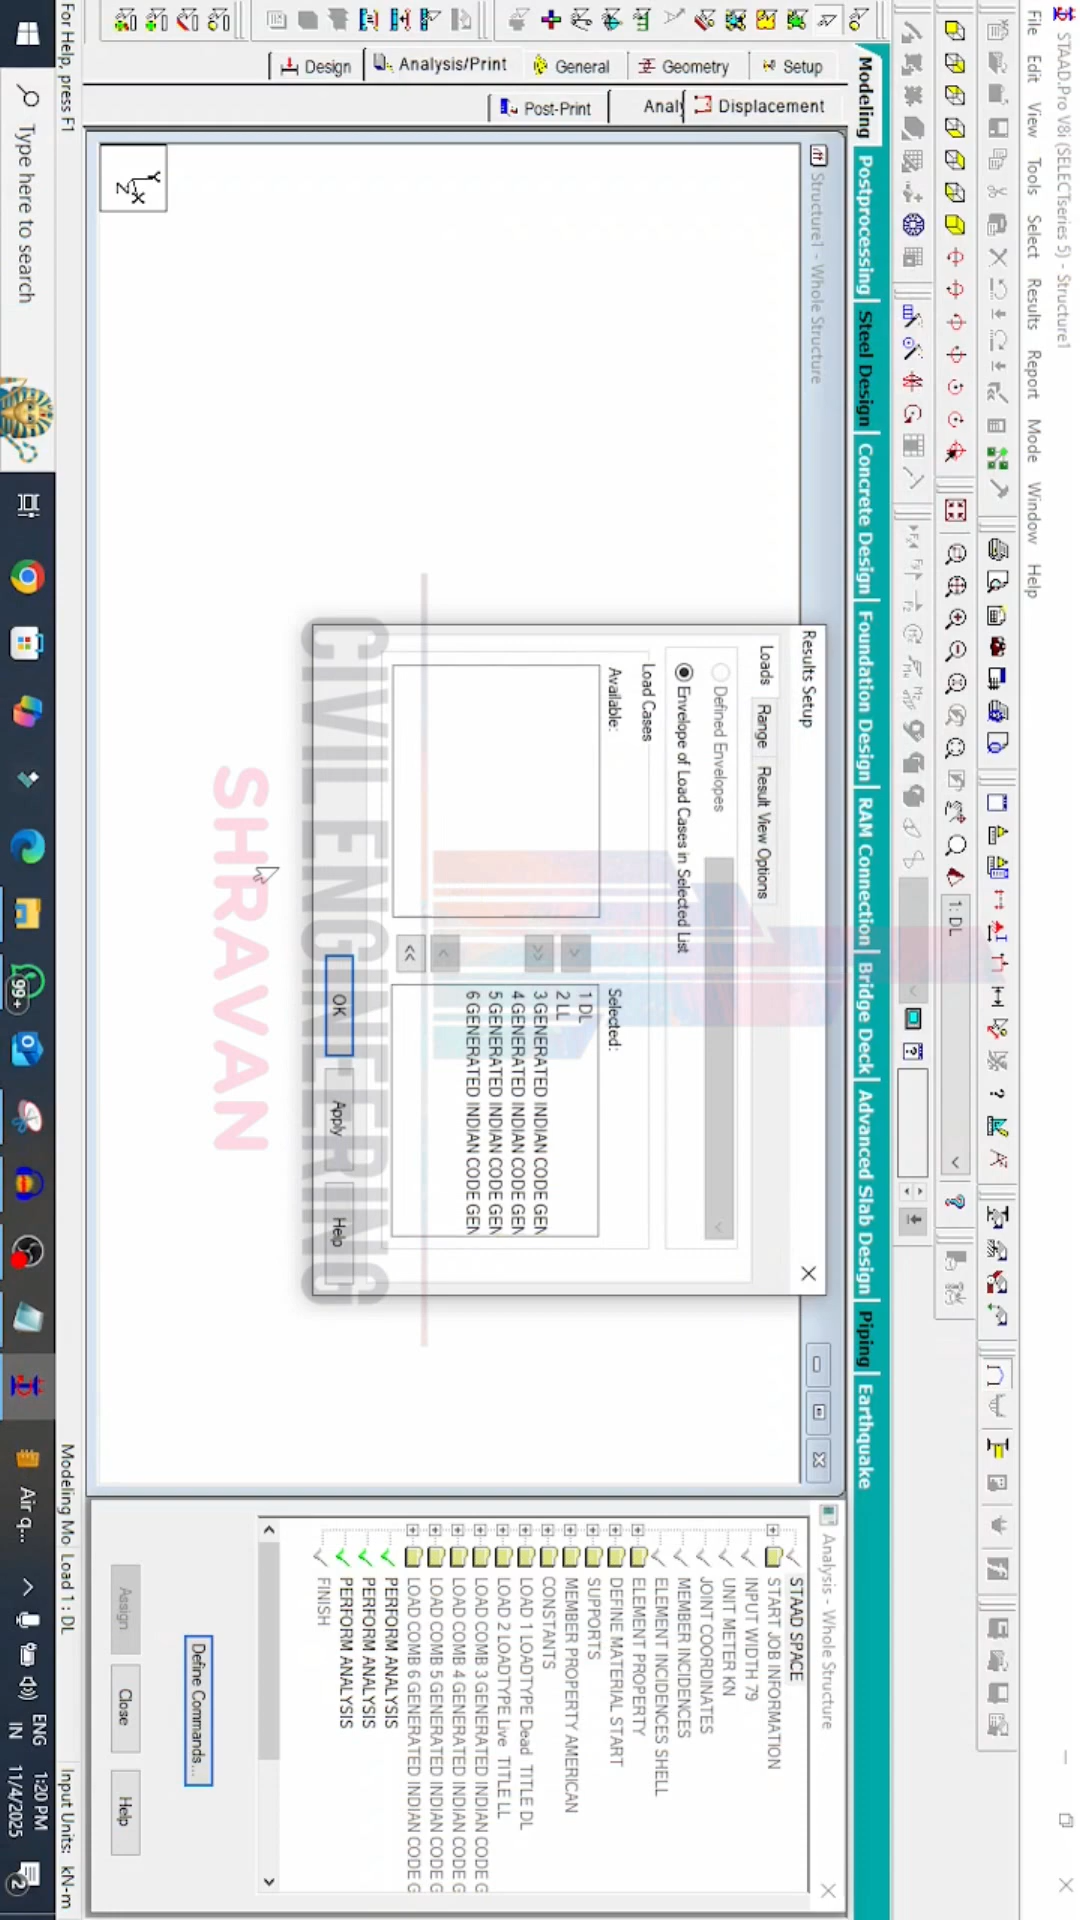 STAAD.Pro V8i (SELECTseries 5) - Structure1
File Edit View Tools Select Results Report Mode Window Help
1: DL
Modeling Postprocessing Steel Design Concrete Design Foundation Design RAM Connection Bridge Deck Advanced Slab Design Piping Earthquake
Setup Geometry General Analysis/Print Design
Displacement Post-Print
Structure1 - Whole Structure
Y
X
Z
Results Setup
Loads Range Result View Options
Defined Envelopes
Envelope of Load Cases in Selected List
Load Cases
Available:
> >> < <<
Selected:
1 DL
2 LL
3 GENERATED INDIAN CODE GEN
4 GENERATED INDIAN CODE GEN
5 GENERATED INDIAN CODE GEN
6 GENERATED INDIAN CODE GEN
OK Apply Help
CIVIL ENGINEERING
SHRAVAN
Analysis - Whole Structure
STAAD SPACE
START JOB INFORMATION
INPUT WIDTH 79
UNIT METER KN
JOINT COORDINATES
MEMBER INCIDENCES
ELEMENT INCIDENCES SHELL
ELEMENT PROPERTY
DEFINE MATERIAL START
SUPPORTS
MEMBER PROPERTY AMERICAN
CONSTANTS
LOAD 1 LOADTYPE Dead TITLE DL
LOAD 2 LOADTYPE Live TITLE LL
LOAD COMB 3 GENERATED INDIAN CODE G
LOAD COMB 4 GENERATED INDIAN CODE G
LOAD COMB 5 GENERATED INDIAN CODE G
LOAD COMB 6 GENERATED INDIAN CODE G
PERFORM ANALYSIS
PERFORM ANALYSIS
PERFORM ANALYSIS
FINISH
Define Commands...
Assign Close Help
For Help, press F1
Modeling Mo Load 1 : DL Input Units: kN-m
Type here to search
99+
Air q...
ENG
IN
1:20 PM
11/4/2025
2